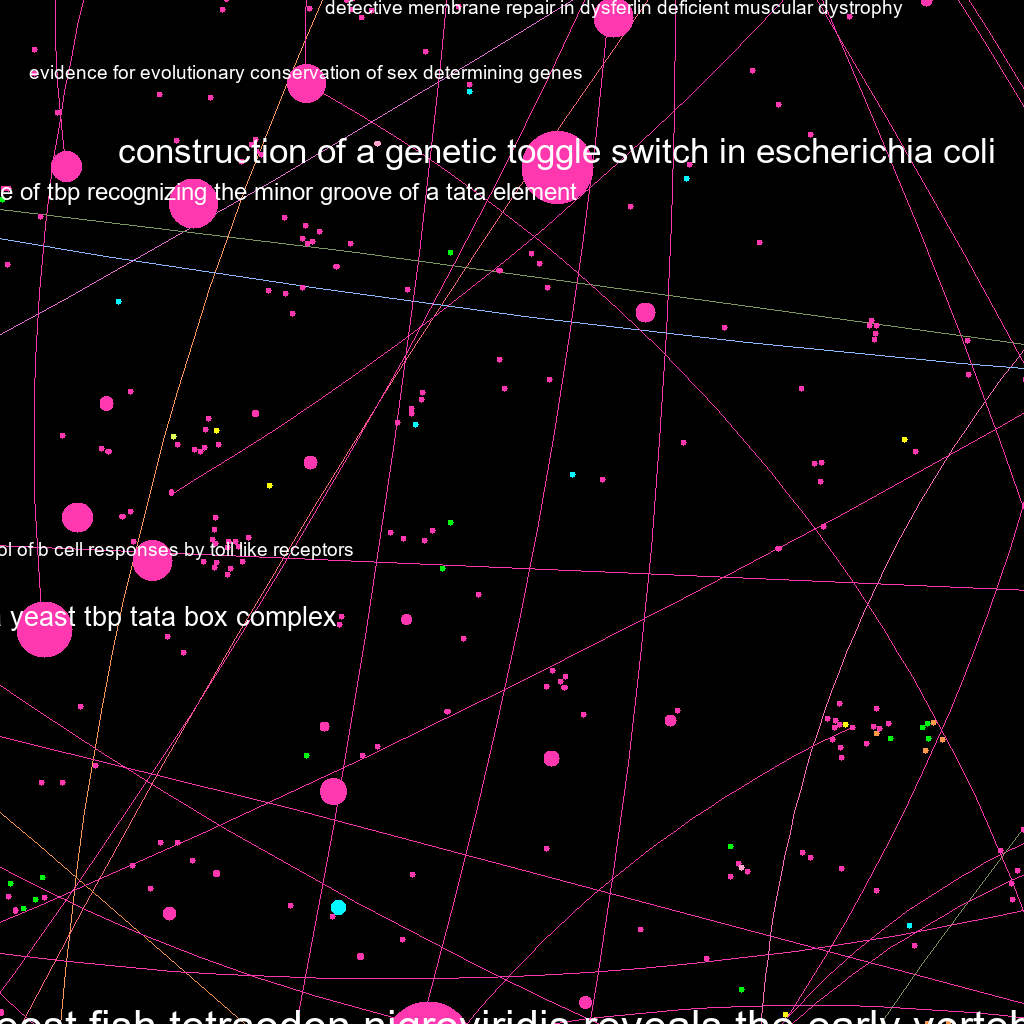 defective membrane repair in dysferlin deficient muscular dystrophy
evidence for evolutionary conservation of sex determining genes
construction of a genetic toggle switch in escherichia coli
e of tbp recognizing the minor groove of a tata element
ol of b cell responses by toll like receptors
yeast tbp tata box complex
fish tetraodon nigroviridis reveals the early